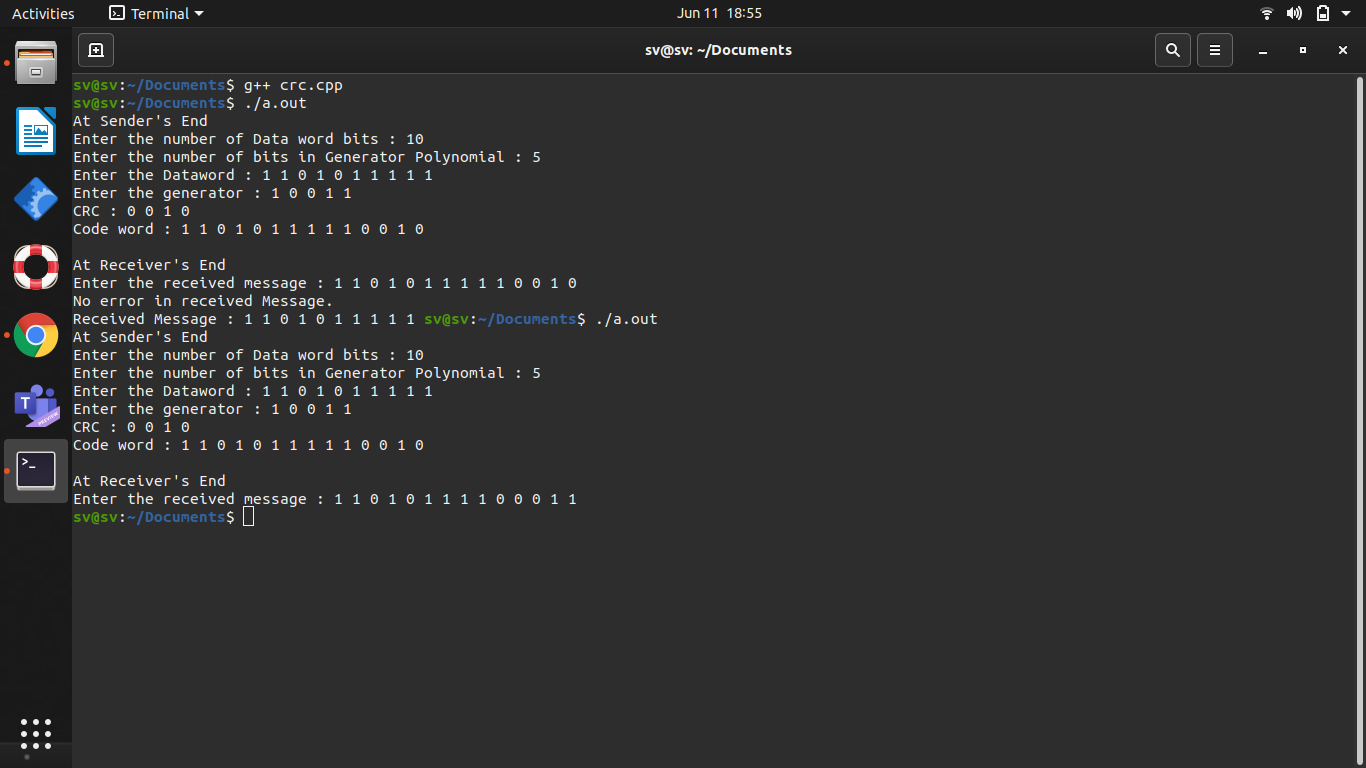 Activities
Terminal
Jun 11 18:55
sv@sv: ~/Documents
sv@sv:~/Documents$ g++ crc.cpp
sv@sv:~/Documents$ ./a.out
At Sender's End
Enter the number of Data word bits : 10
Enter the number of bits in Generator Polynomial : 5
Enter the Dataword : 1 1 0 1 0 1 1 1 1 1
Enter the generator : 1 0 0 1 1
CRC : 0 0 1 0
Code word : 1 1 0 1 0 1 1 1 1 1 0 0 1 0
At Receiver's End
Enter the received message : 1 1 0 1 0 1 1 1 1 1 0 0 1 0
No error in received Message.
Received Message : 1 1 0 1 0 1 1 1 1 1 sv@sv:~/Documents$ ./a.out
At Sender's End
Enter the number of Data word bits : 10
Enter the number of bits in Generator Polynomial : 5
Enter the Dataword : 1 1 0 1 0 1 1 1 1 1
Enter the generator : 1 0 0 1 1
CRC : 0 0 1 0
Code word : 1 1 0 1 0 1 1 1 1 1 0 0 1 0
At Receiver's End
Enter the received message : 1 1 0 1 0 1 1 1 1 0 0 0 1 1
sv@sv:~/Documents$
T
PREVIEW
>_